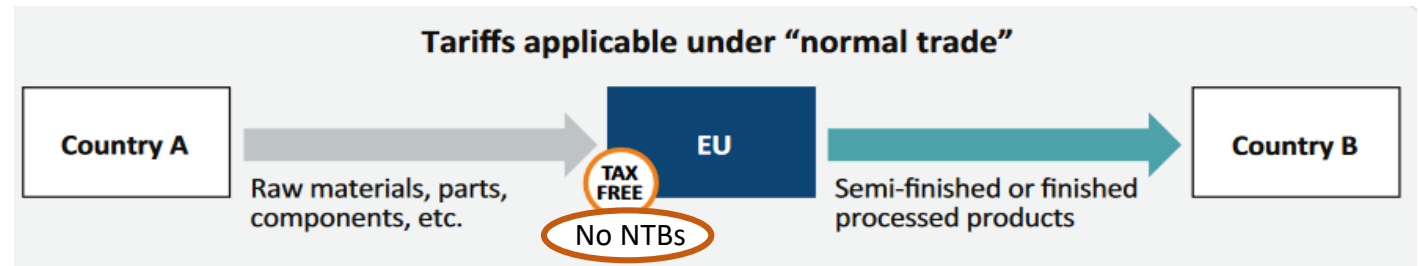 Tariffs applicable under “normal trade”
Country A
EU
Country B
TAX
FREE
Raw materials, parts,
components, etc.
Semi-finished or finished
processed products
No NTBs